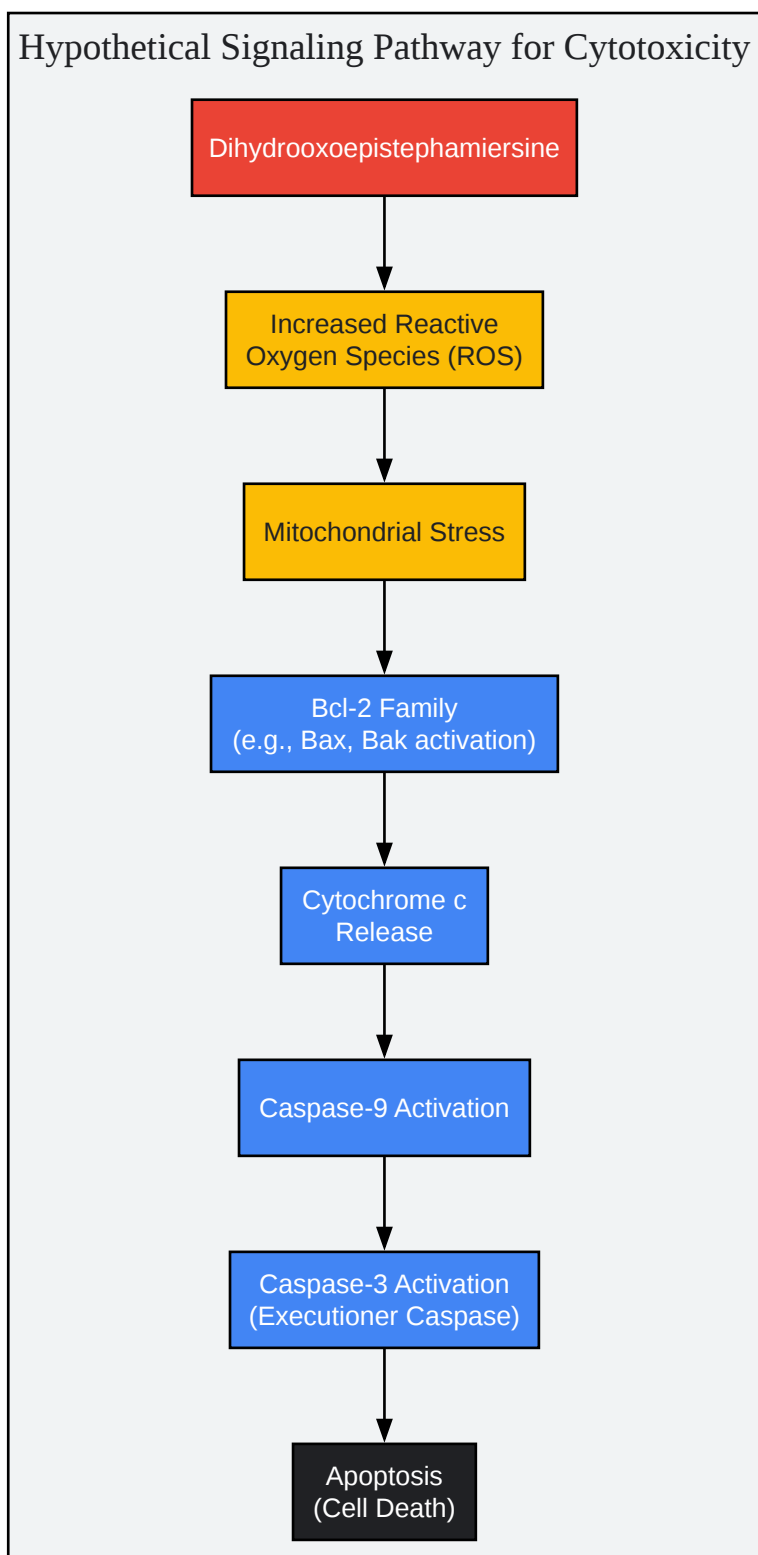 Hypothetical Signaling Pathway for Cytotoxicity
Dihydrooxoepistephamiersine
Increased Reactive
Oxygen Species (ROS)
Mitochondrial Stress
Bcl-2 Family
(e.g., Bax, Bak activation)
Cytochrome c
Release
Caspase-9 Activation
Caspase-3 Activation
(Executioner Caspase)
Apoptosis
(Cell Death)